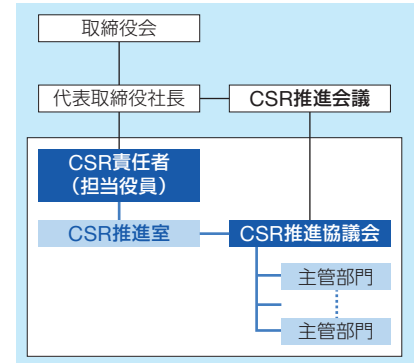 取締役会
代表取締役社長
CSR推進会議
CSR責任者
（担当役員）
CSR推進室
CSR推進協議会
主管部門
主管部門